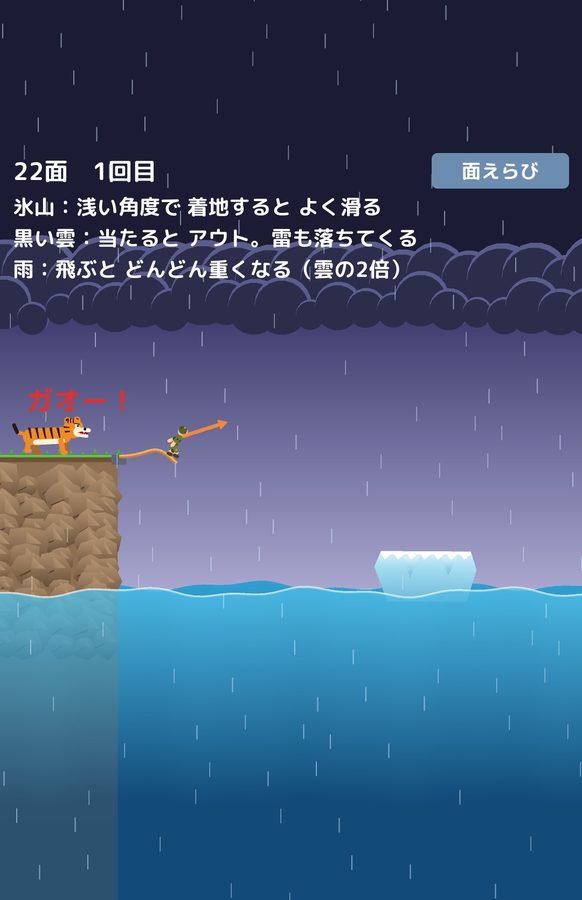 22面　1回目
面えらび
氷山：浅い角度で 着地すると よく滑る
黒い雲：当たると アウト。雷も落ちてくる
雨：飛ぶと どんどん重くなる（雲の2倍）
ガオー！